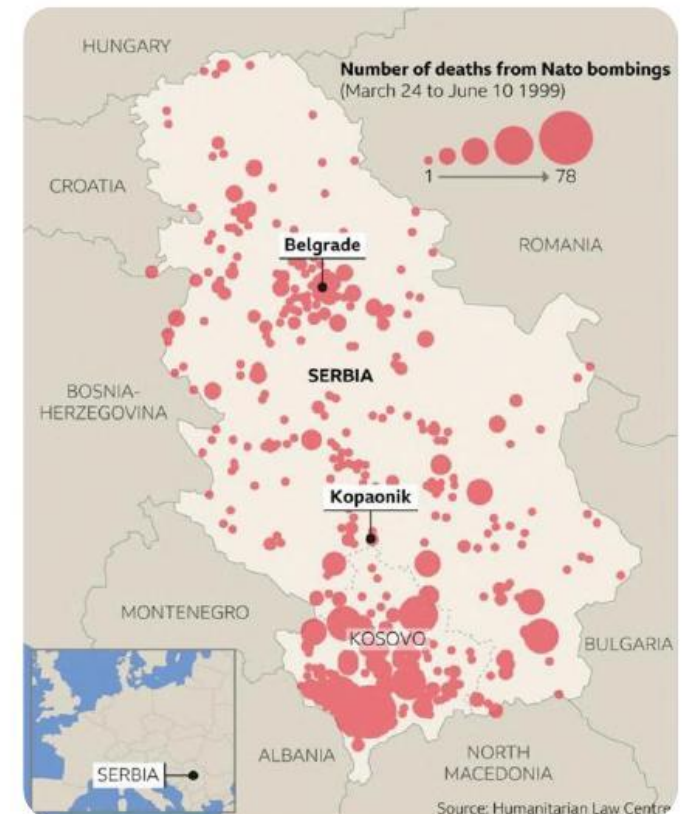 HUNGARY
Number of deaths from Nato bombings
(March 24 to June 10 1999)
1
78
CROATIA
ROMANIA
Belgrade
SERBIA
BOSNIA-
HERZEGOVINA
Kopaonik
MONTENEGRO
KOSOVO
BULGARIA
ALBANIA
NORTH
MACEDONIA
SERBIA
Source: Humanitarian Law Centre